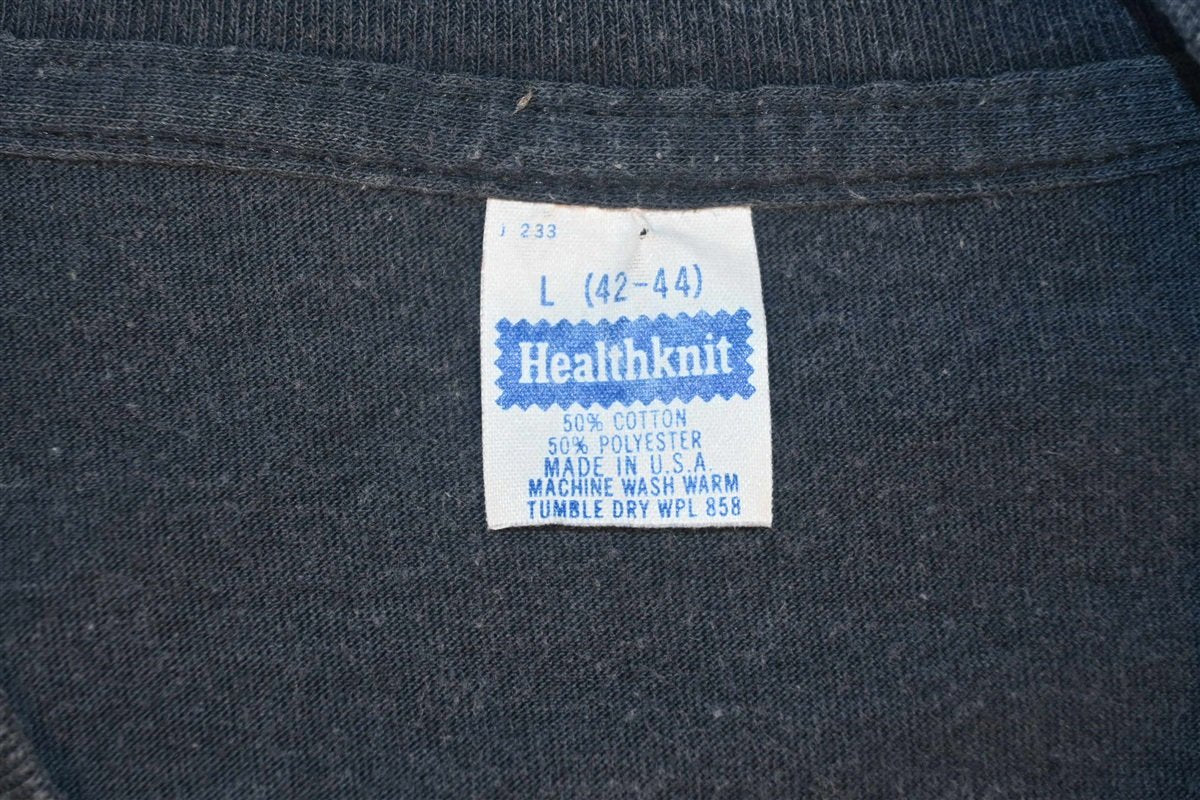 J 233
L (42-44)
Healthknit
50% COTTON
50% POLYESTER
MADE IN U.S.A.
MACHINE WASH WARM
TUMBLE DRY WPL 858